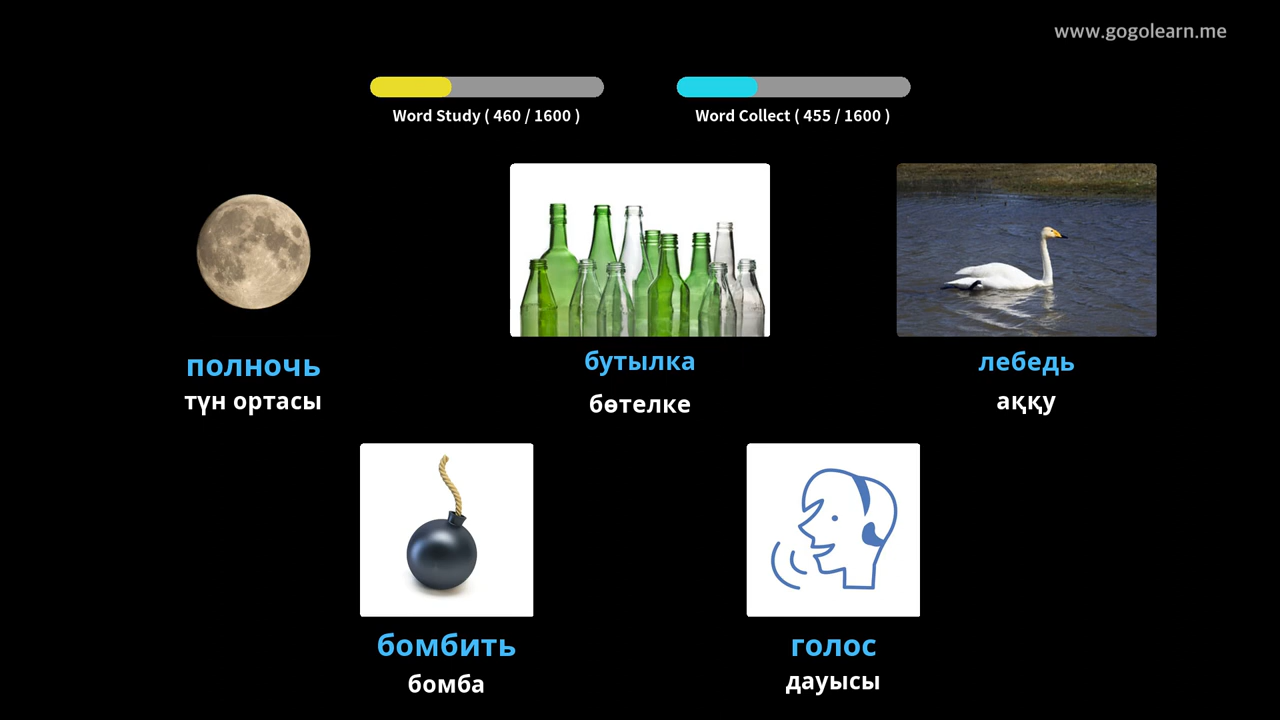 www.gogolearn.me
Word Study ( 460 / 1600 )
Word Collect ( 455 / 1600 )
полночь
түн ортасы
бутылка
бөтелке
лебедь
аққу
бомбить
бомба
голос
дауысы